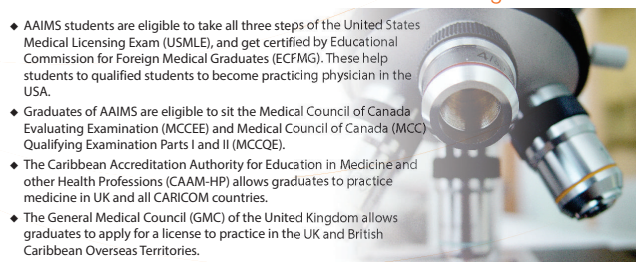 ◆ AAIMS students are eligible to take all three steps of the United States
Medical Licensing Exam (USMLE), and get certified by Educational
Commission for Foreign Medical Graduates (ECFMG). These help
students to qualified students to become practicing physician in the
USA.
◆ Graduates of AAIMS are eligible to sit the Medical Council of Canada
Evaluating Examination (MCCEE) and Medical Council of Canada (MCC)
Qualifying Examination Parts I and II (MCCQE).
◆ The Caribbean Accreditation Authority for Education in Medicine and
other Health Professions (CAAM-HP) allows graduates to practice
medicine in UK and all CARICOM countries.
◆ The General Medical Council (GMC) of the United Kingdom allows
graduates to apply for a license to practice in the UK and British
Caribbean Overseas Territories.